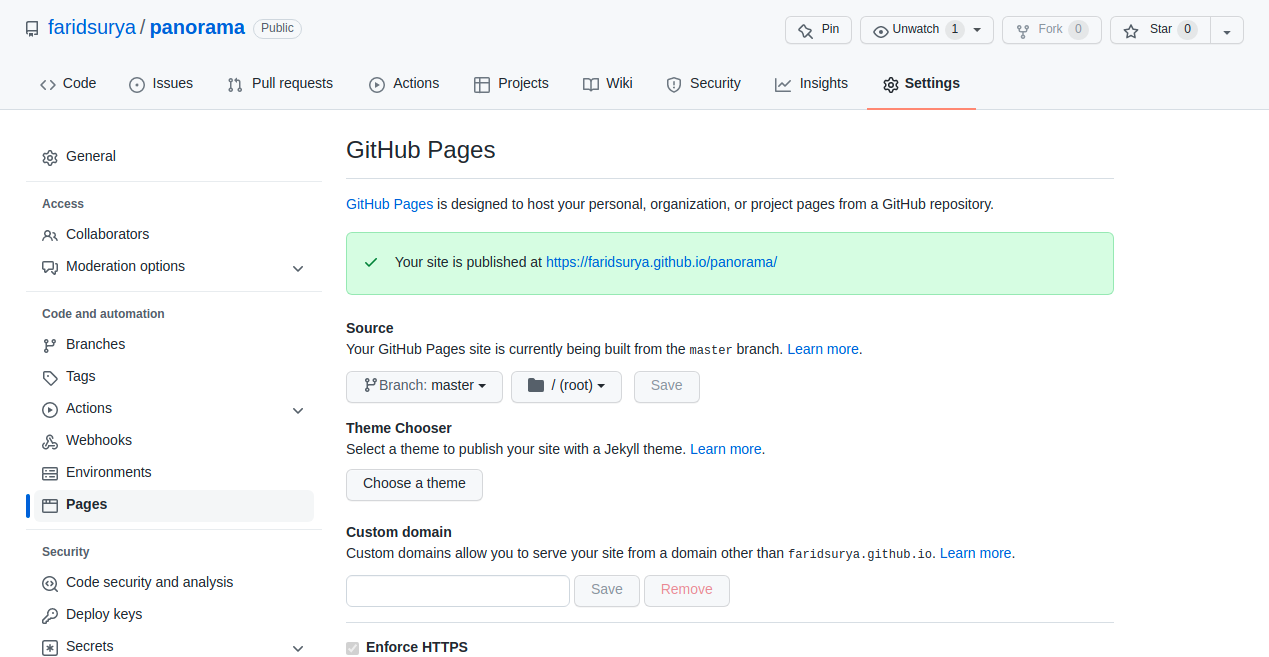 faridsurya / panorama Public
Pin
Unwatch 1
Fork 0
Star 0
Code
Issues
Pull requests
Actions
Projects
Wiki
Security
Insights
Settings
General
Access
Collaborators
Moderation options
Code and automation
Branches
Tags
Actions
Webhooks
Environments
Pages
Security
Code security and analysis
Deploy keys
Secrets
GitHub Pages
GitHub Pages is designed to host your personal, organization, or project pages from a GitHub repository.
Your site is published at https://faridsurya.github.io/panorama/
Source
Your GitHub Pages site is currently being built from the master branch. Learn more.
Branch: master
/ (root)
Save
Theme Chooser
Select a theme to publish your site with a Jekyll theme. Learn more.
Choose a theme
Custom domain
Custom domains allow you to serve your site from a domain other than faridsurya.github.io. Learn more.
Save
Remove
Enforce HTTPS